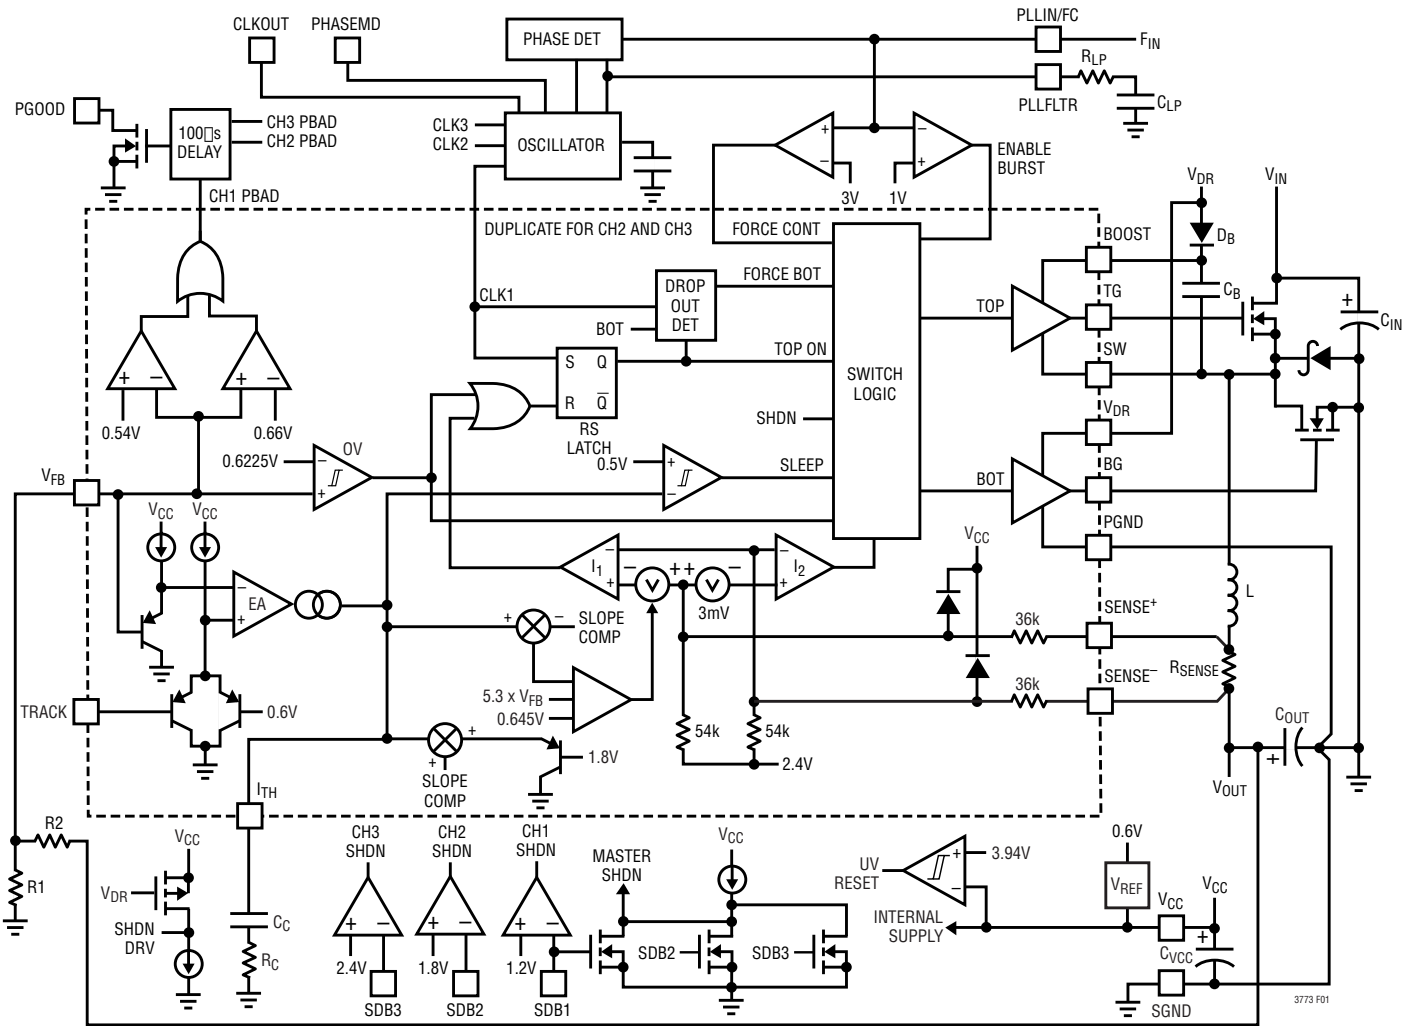 CLKOUT PHASEMD
PLLIN/FC
PHASE DET
FIN
RLP
PLLFLTR
CLP
PGOOD
100□s
DELAY
CH3 PBAD
CH2 PBAD
CLK3
CLK2
OSCILLATOR
+
−
−
+
ENABLE
BURST
3V
1V
CH1 PBAD
VDR
VIN
DUPLICATE FOR CH2 AND CH3
FORCE CONT
BOOST
DB
FORCE BOT
CLK1
DROP
OUT
DET
BOT
TOP
TG
CB
+
CIN
TOP ON
SW
S Q
R Q̅
RS
LATCH
SWITCH
LOGIC
+ −
+ −
0.54V
0.66V
SHDN
VDR
0.6225V
−
+
OV
0.5V
+
−
SLEEP
BOT
BG
VFB
PGND
VCC VCC
VCC
−
+
EA
I1
−
+
− + + −
3mV
−
+
I2
L
+ −
SLOPE
COMP
36k
SENSE+
RSENSE
5.3 x VFB
0.645V
36k
SENSE−
TRACK
0.6V
54k
54k
2.4V
COUT
+
+
1.8V
+
SLOPE
COMP
VOUT
ITH
R2
R1
VCC
VDR
SHDN
DRV
CC
RC
CH3
SHDN
CH2
SHDN
CH1
SHDN
+ −
+ −
+ −
2.4V
1.8V
1.2V
SDB3
SDB2
SDB1
MASTER
SHDN
VCC
SDB2
SDB3
UV
RESET
+
−
3.94V
INTERNAL
SUPPLY
0.6V
VREF
VCC
VCC
+
CVCC
SGND
3773 F01